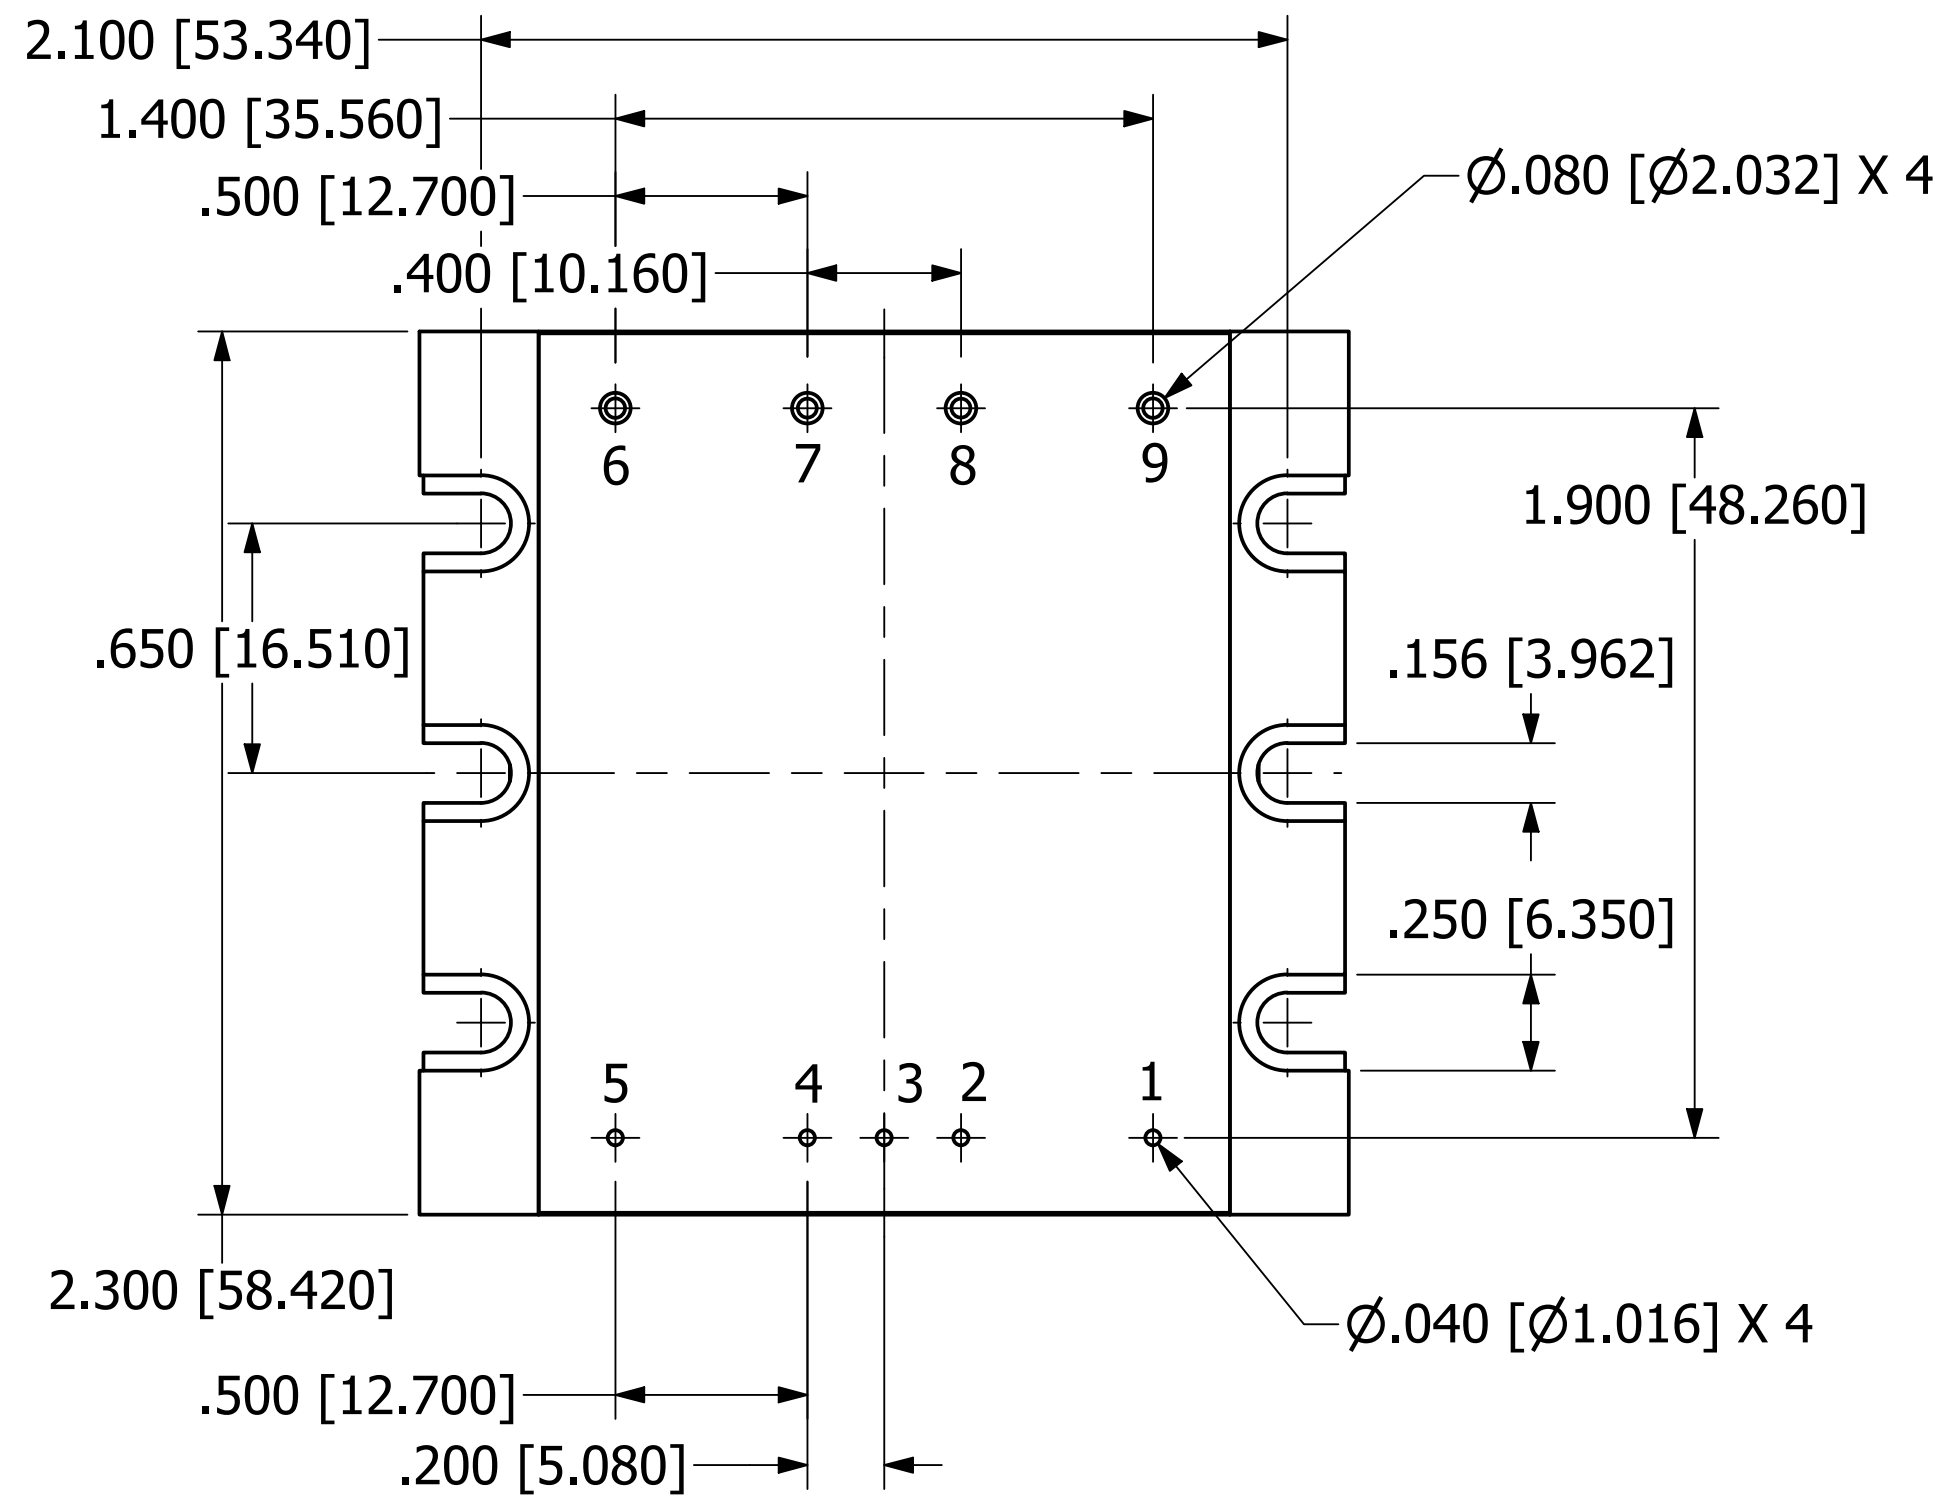 2.100 [53.340]
1.400 [35.560]
.500 [12.700]
∅.080 [∅2.032] X 4
.400 [10.160]
6 7 8 9
1.900 [48.260]
.650 [16.510]
.156 [3.962]
.250 [6.350]
5 4 3 2 1
2.300 [58.420]
∅.040 [∅1.016] X 4
.500 [12.700]
.200 [5.080]